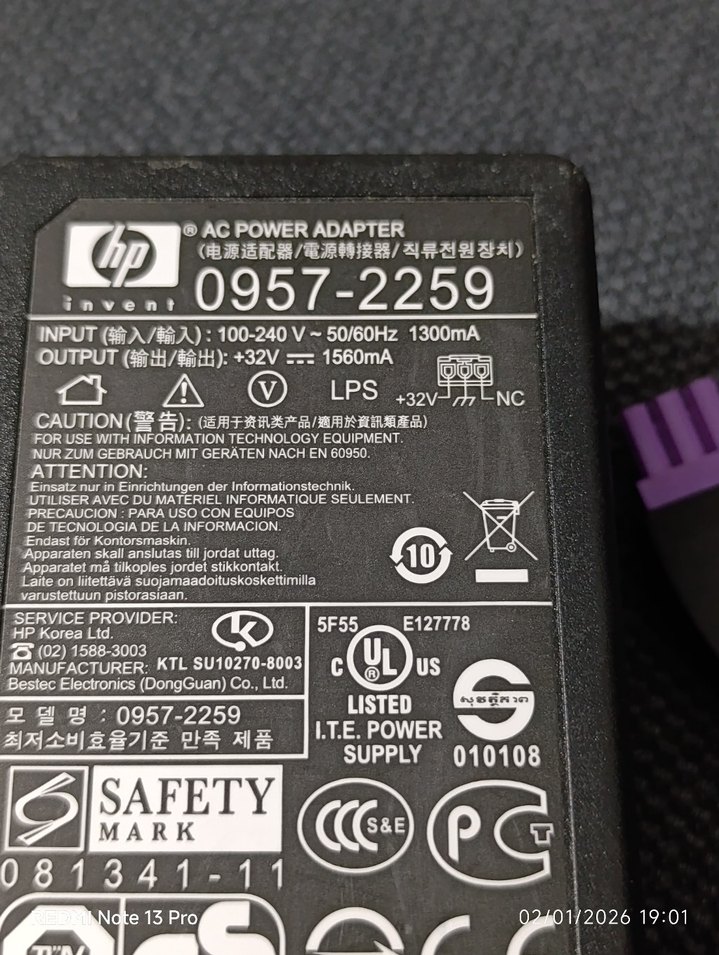 hp
invent
® AC POWER ADAPTER
(电源适配器/電源轉接器/직류전원장치)
0957-2259
INPUT (输入/輸入) : 100-240 V ~ 50/60Hz 1300mA
OUTPUT (输出/輸出): +32V ⎓ 1560mA
V
LPS
+32V
NC
CAUTION(警告): (适用于资讯类产品/適用於資訊類產品)
FOR USE WITH INFORMATION TECHNOLOGY EQUIPMENT.
NUR ZUM GEBRAUCH MIT GERÄTEN NACH EN 60950.
ATTENTION:
Einsatz nur in Einrichtungen der Informationstechnik.
UTILISER AVEC DU MATERIEL INFORMATIQUE SEULEMENT.
PRECAUCION : PARA USO CON EQUIPOS
DE TECNOLOGIA DE LA INFORMACION.
Endast för Kontorsmaskin.
Apparaten skall anslutas till jordat uttag.
Apparatet må tilkoples jordet stikkontakt.
Laite on liitettävä suojamaadoituskoskettimilla
varustettuun pistorasiaan.
10
SERVICE PROVIDER:
HP Korea Ltd.
☎ (02) 1588-3003
MANUFACTURER: KTL SU10270-8003
Bestec Electronics (DongGuan) Co., Ltd.
모 델 명 : 0957-2259
최저소비효율기준 만족 제품
5F55
E127778
C UL ® US
LISTED
I.T.E. POWER
SUPPLY
010108
SAFETY
MARK
081341-11
CCC S&E
PCT
TÜV
GS
REDMI Note 13 Pro
02/01/2026 19:01